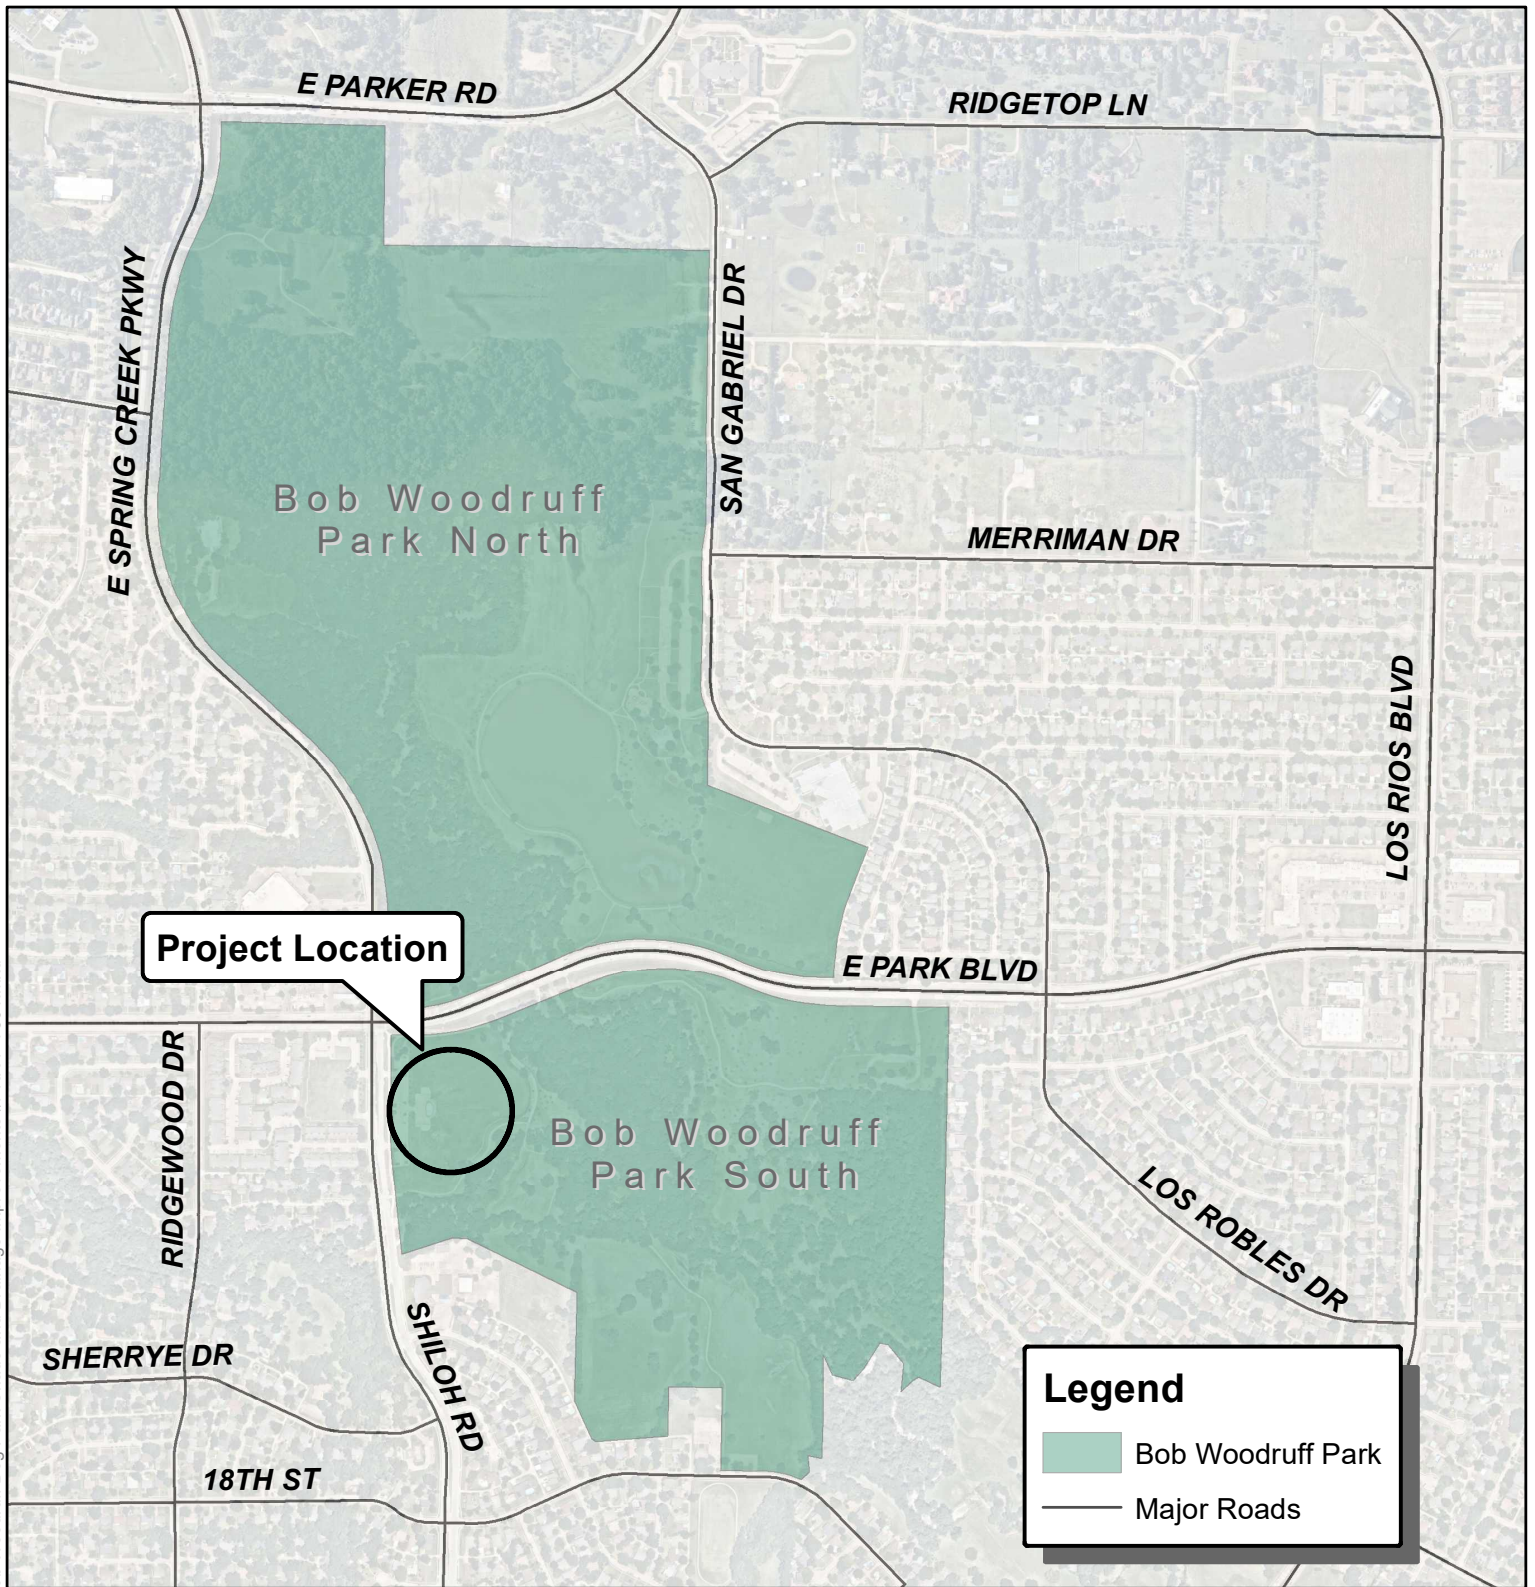 E PARKER RD
RIDGETOP LN
E SPRING CREEK PKWY
SAN GABRIEL DR
Bob Woodruff
Park North
MERRIMAN DR
LOS RIOS BLVD
Project Location
E PARK BLVD
RIDGEWOOD DR
Bob Woodruff
Park South
LOS ROBLES DR
SHILOH RD
SHERRYE DR
18TH ST
Legend
Bob Woodruff Park
Major Roads